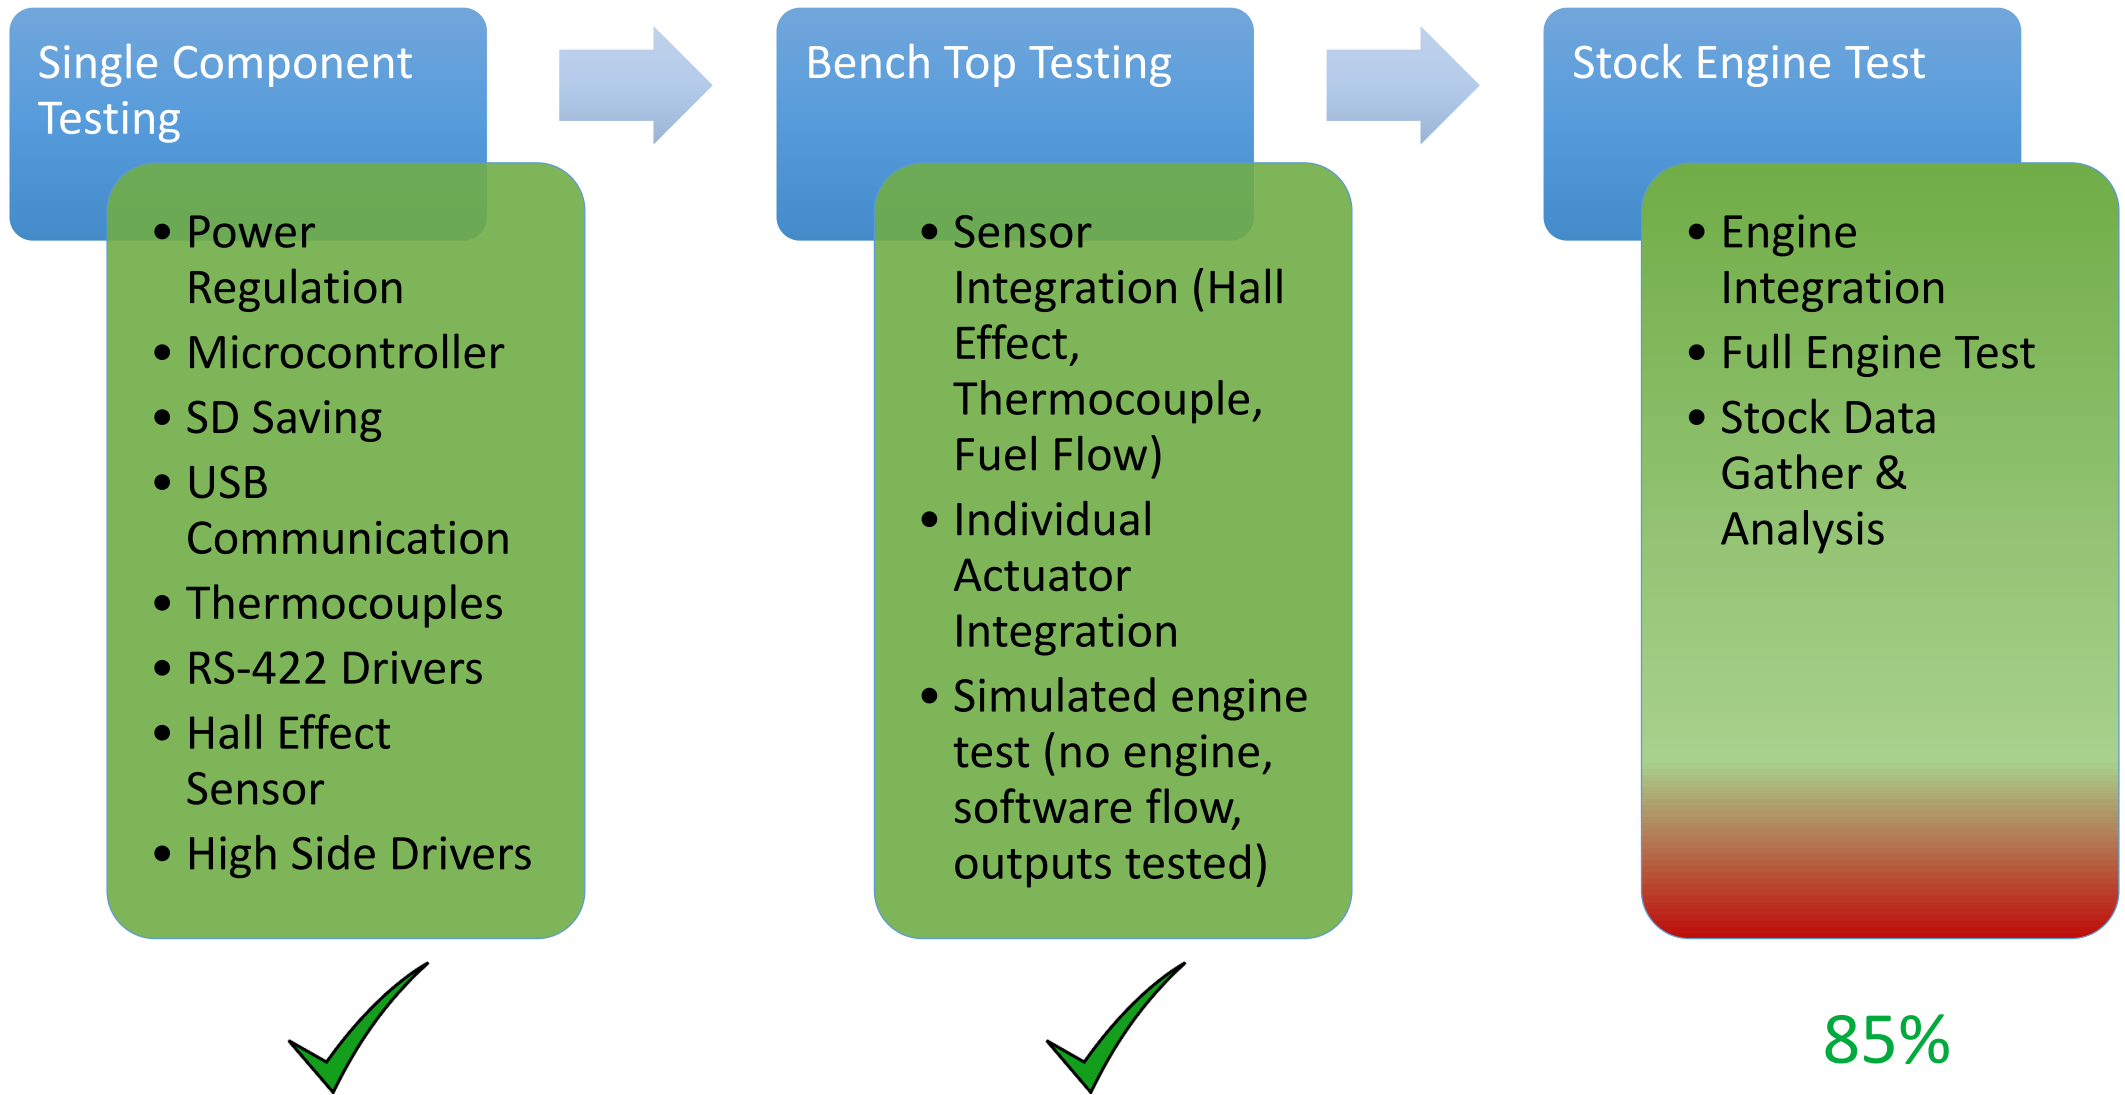 Single Component
Testing
• Power
Regulation
• Microcontroller
• SD Saving
• USB
Communication
• Thermocouples
• RS-422 Drivers
• Hall Effect
Sensor
• High Side Drivers
Bench Top Testing
• Sensor
Integration (Hall
Effect,
Thermocouple,
Fuel Flow)
• Individual
Actuator
Integration
• Simulated engine
test (no engine,
software flow,
outputs tested)
Stock Engine Test
• Engine
Integration
• Full Engine Test
• Stock Data
Gather &
Analysis
85%